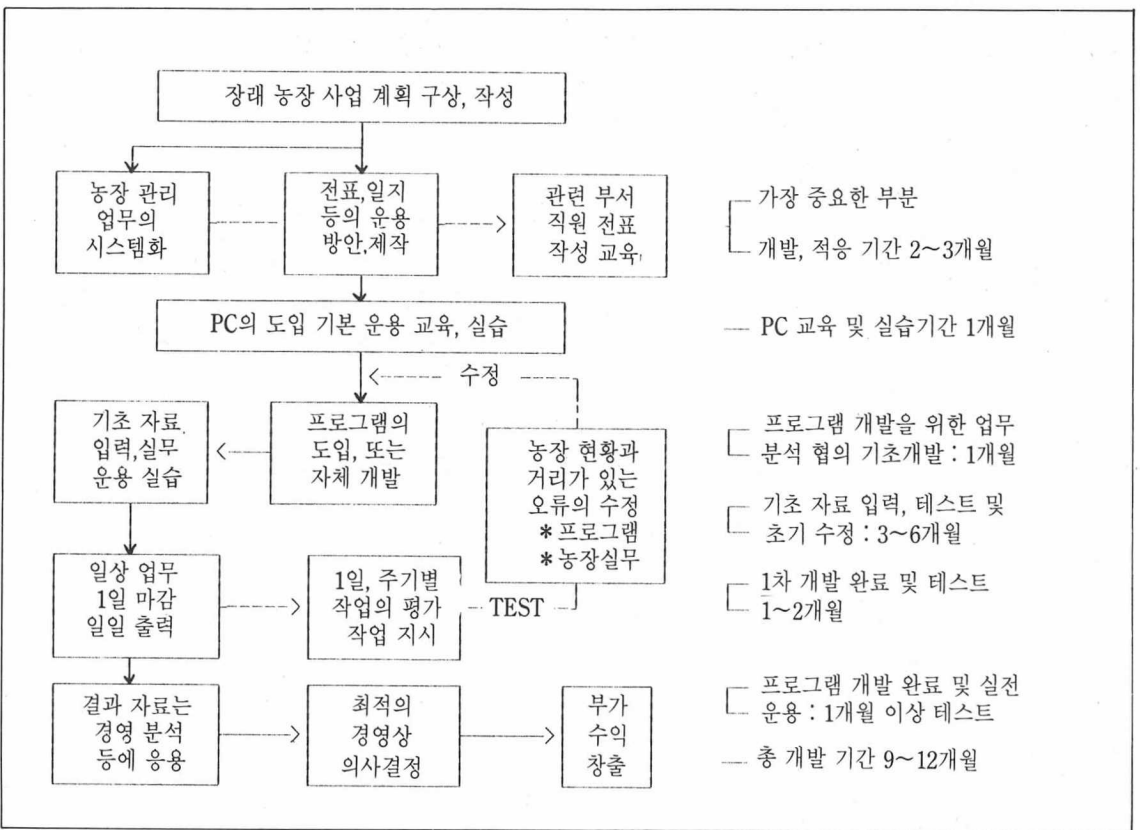 장래 농장 사업 계획 구상, 작성
농장 관리
업무의
시스템화
전표,일지
등의 운용
방안,제작
관련 부서
직원 전표
작성 교육
가장 중요한 부분
개발, 적응 기간 2~3개월
PC의 도입 기본 운용 교육, 실습
PC 교육 및 실습기간 1개월
수정
기초 자료
입력,실무
운용 실습
프로그램의
도입, 또는
자체 개발
농장 현황과
거리가 있는
오류의 수정
*프로그램
*농장실무
프로그램 개발을 위한 업무
분석 협의 기초개발 : 1개월
기초 자료 입력, 테스트 및
초기 수정 : 3~6개월
일상 업무
1일 마감
일일 출력
1일, 주기별
작업의 평가
작업 지시
TEST
1차 개발 완료 및 테스트
1~2개월
결과 자료는
경영 분석
등에 응용
최적의
경영상
의사결정
부가
수익
창출
프로그램 개발 완료 및 실전
운용 : 1개월 이상 테스트
총 개발 기간 9~12개월